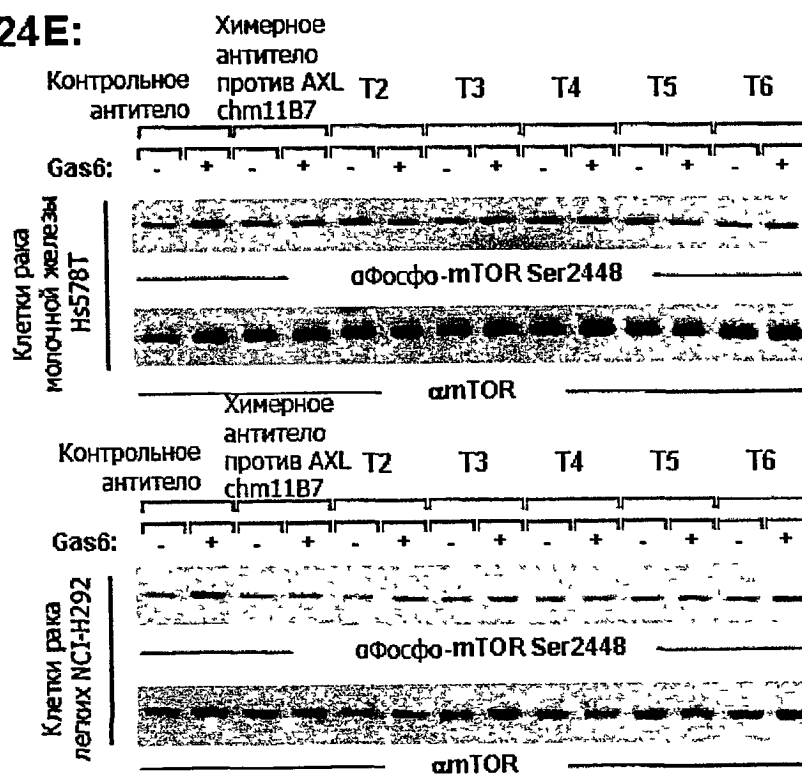 24E:
Химерное
антитело
Контрольное против AXL T2 T3 T4 T5 T6
антитело chm11B7
Gas6: - + - + - + - + - + - + - +
Клетки рака
молочной железы
Hs578T
αФосфо-mTOR Ser2448
αmTOR
Химерное
антитело
Контрольное против AXL T2 T3 T4 T5 T6
антитело chm11B7
Gas6: - + - + - + - + - + - + - +
Клетки рака
легких NCI-H292
αФосфо-mTOR Ser2448
αmTOR